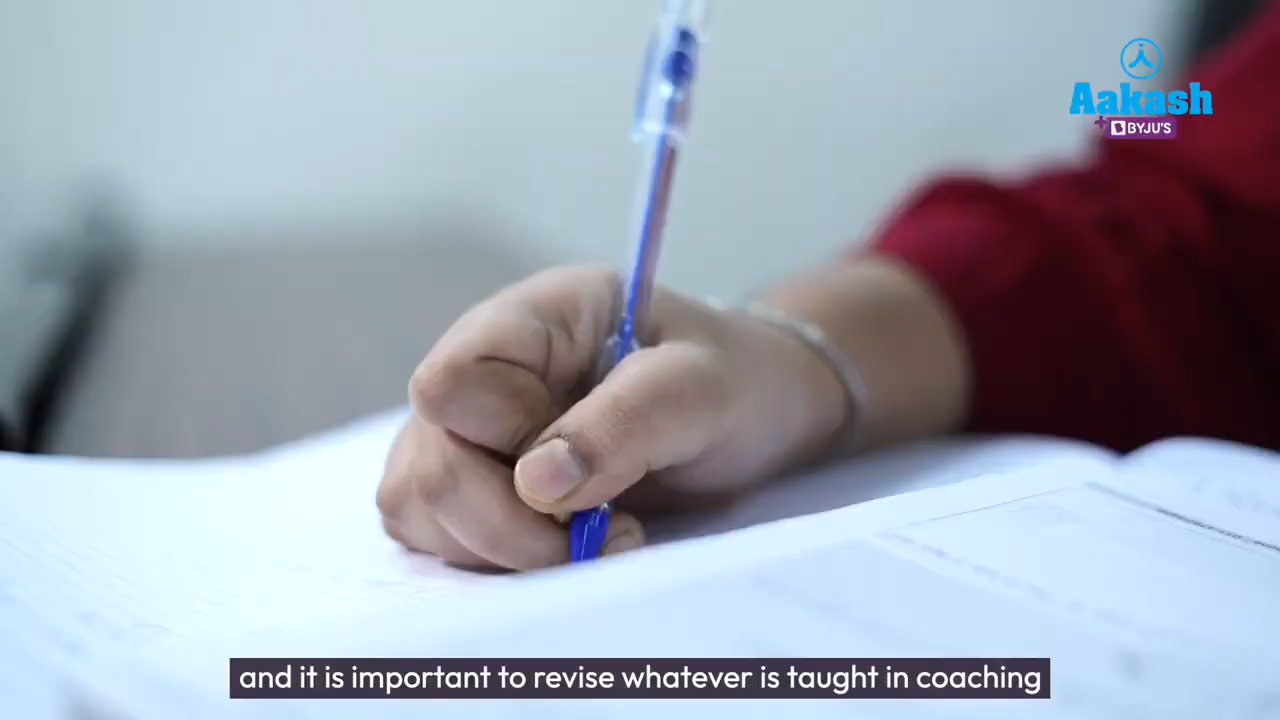 Aakash
+ BYJU'S
and it is important to revise whatever is taught in coaching